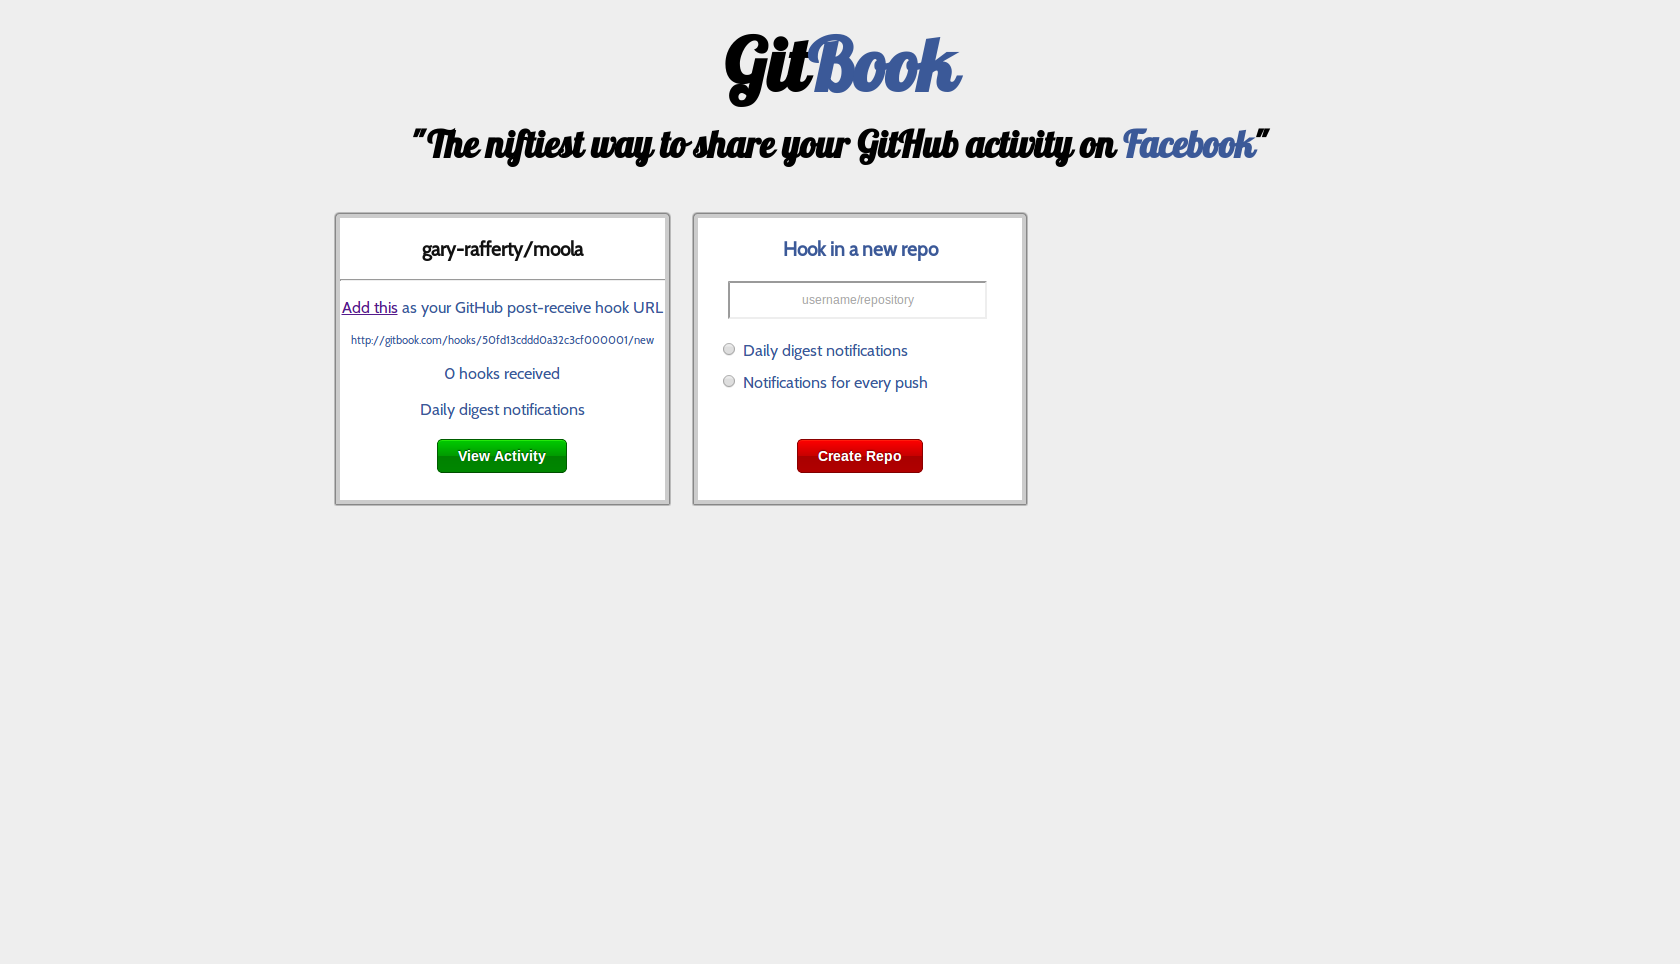 GitBook
"The niftiest way to share your GitHub activity on Facebook"
gary-rafferty/moola
Add this as your GitHub post-receive hook URL
http://gitbook.com/hooks/50fd13cddd0a32c3cf000001/new
0 hooks received
Daily digest notifications
View Activity
Hook in a new repo
username/repository
Daily digest notifications
Notifications for every push
Create Repo